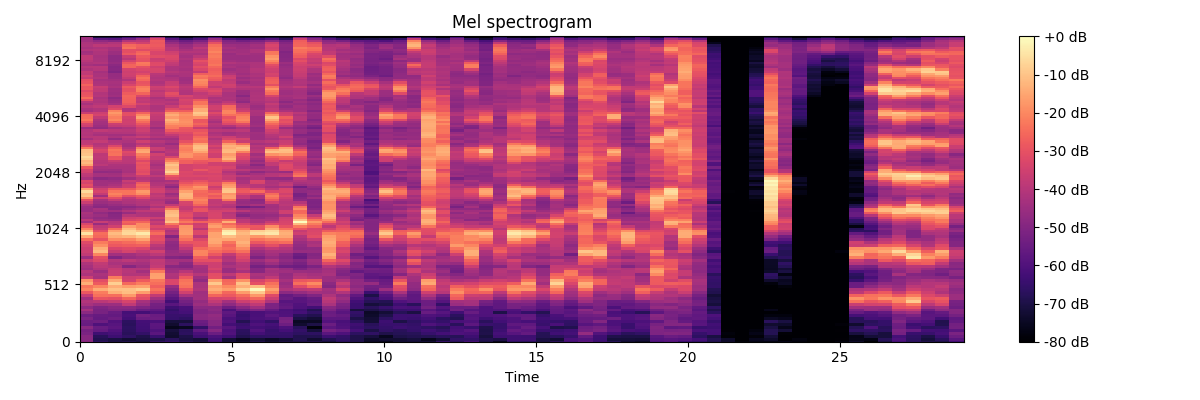 Mel spectrogram
Hz
8192
4096
2048
1024
512
0
0 5 10 15 20 25
Time
+0 dB
-10 dB
-20 dB
-30 dB
-40 dB
-50 dB
-60 dB
-70 dB
-80 dB